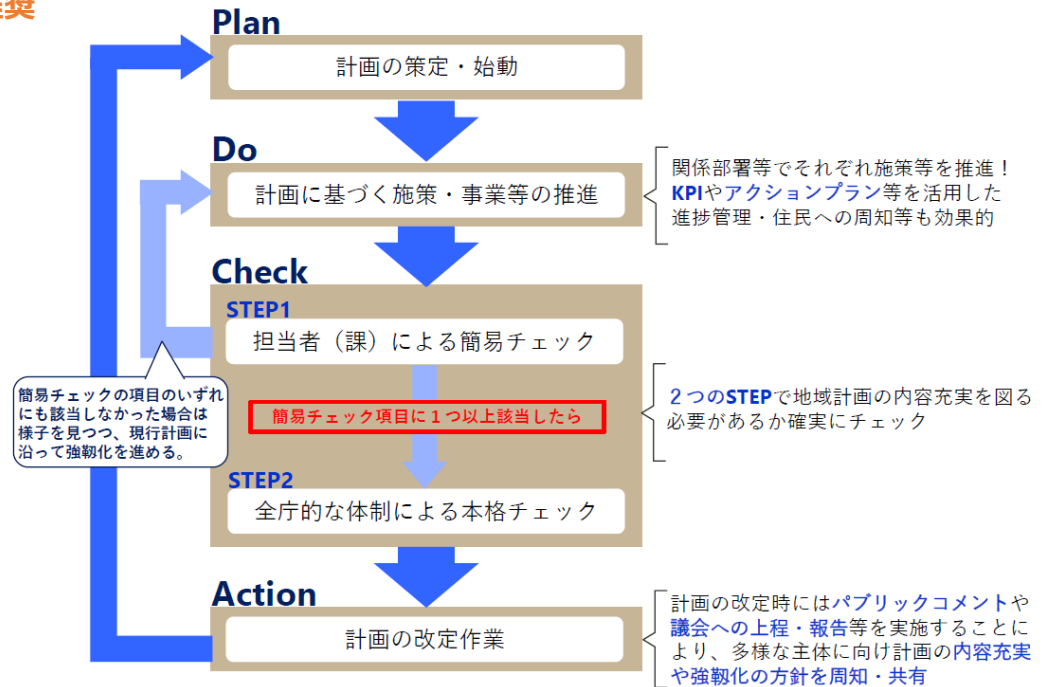 奨
Plan
計画の策定・始動
Do
計画に基づく施策・事業等の推進
関係部署等でそれぞれ施策等を推進！
KPIやアクションプラン等を活用した
進捗管理・住民への周知等も効果的
Check
STEP1
担当者（課）による簡易チェック
簡易チェックの項目のいずれ
にも該当しなかった場合は
様子を見つつ、現行計画に
沿って強靱化を進める。
簡易チェック項目に１つ以上該当したら
２つのSTEPで地域計画の内容充実を図る
必要があるか確実にチェック
STEP2
全庁的な体制による本格チェック
Action
計画の改定作業
計画の改定時にはパブリックコメントや
議会への上程・報告等を実施することに
より、多様な主体に向け計画の内容充実
や強靱化の方針を周知・共有